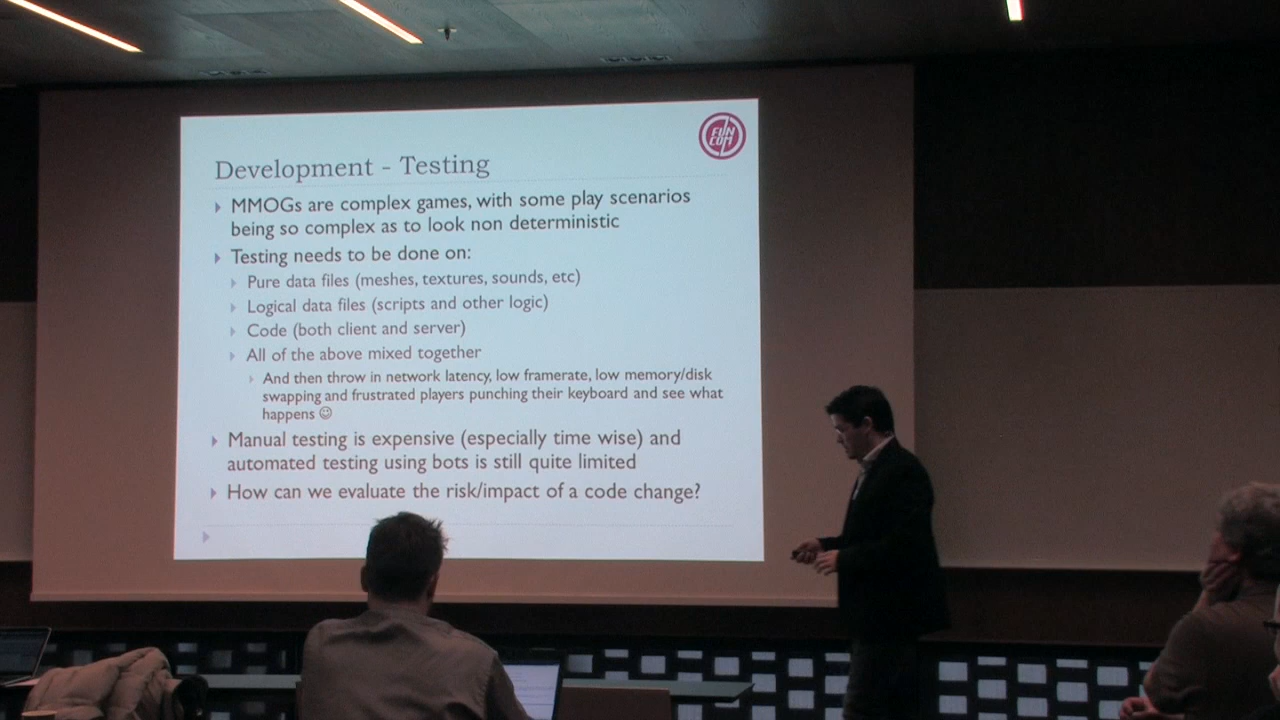 FUN
COM
Development - Testing
MMOGs are complex games, with some play scenarios
being so complex as to look non deterministic
Testing needs to be done on:
Pure data files (meshes, textures, sounds, etc)
Logical data files (scripts and other logic)
Code (both client and server)
All of the above mixed together
And then throw in network latency, low framerate, low memory/disk
swapping and frustrated players punching their keyboard and see what
happens ☺
Manual testing is expensive (especially time wise) and
automated testing using bots is still quite limited
How can we evaluate the risk/impact of a code change?